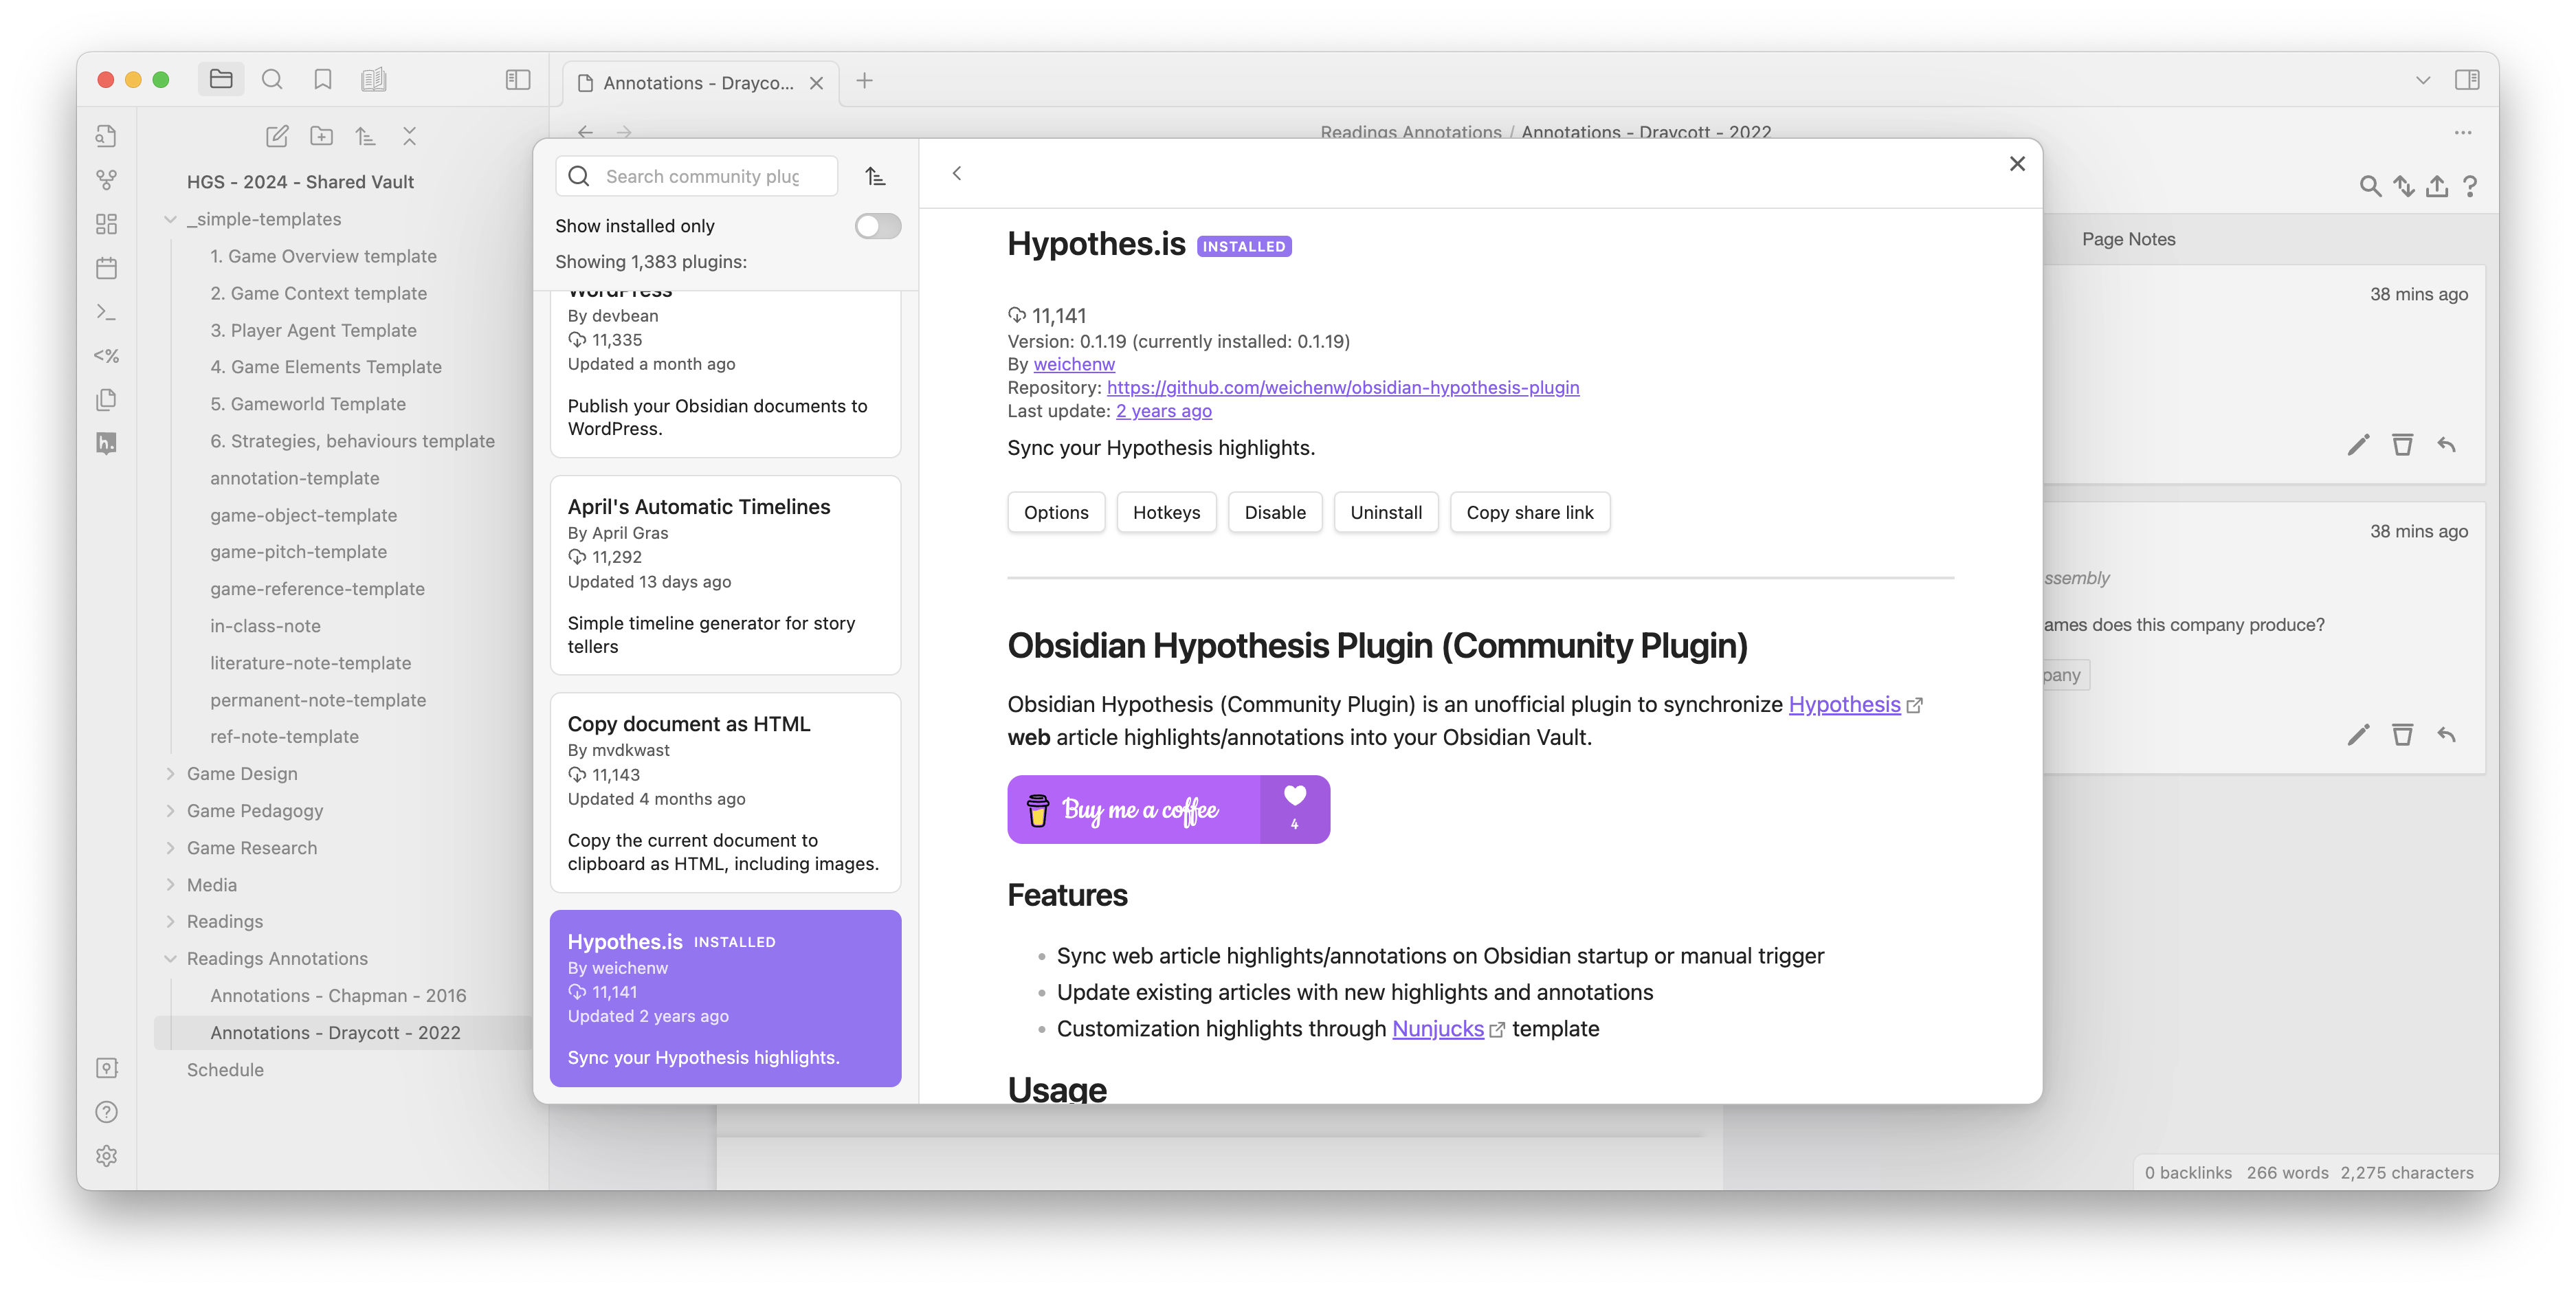 Annotations - Drayco...
HGS - 2024 - Shared Vault
_simple-templates
1. Game Overview template
2. Game Context template
3. Player Agent Template
4. Game Elements Template
5. Gameworld Template
6. Strategies, behaviours template
annotation-template
game-object-template
game-pitch-template
game-reference-template
in-class-note
literature-note-template
permanent-note-template
ref-note-template
Game Design
Game Pedagogy
Game Research
Media
Readings
Readings Annotations
Annotations - Chapman - 2016
Annotations - Draycott - 2022
Schedule
Readings Annotations / Annotations - Draycott - 2022
Search community plug
Show installed only
Showing 1,383 plugins:
WordPress
By devbean
11,335
Updated a month ago
Publish your Obsidian documents to
WordPress.
April's Automatic Timelines
By April Gras
11,292
Updated 13 days ago
Simple timeline generator for story
tellers
Copy document as HTML
By mvdkwast
11,143
Updated 4 months ago
Copy the current document to
clipboard as HTML, including images.
Hypothes.is INSTALLED
By weichenw
11,141
Updated 2 years ago
Sync your Hypothesis highlights.
Hypothes.is INSTALLED
11,141
Version: 0.1.19 (currently installed: 0.1.19)
By weichenw
Repository: https://github.com/weichenw/obsidian-hypothesis-plugin
Last update: 2 years ago
Sync your Hypothesis highlights.
Options Hotkeys Disable Uninstall Copy share link
Obsidian Hypothesis Plugin (Community Plugin)
Obsidian Hypothesis (Community Plugin) is an unofficial plugin to synchronize Hypothesis
web article highlights/annotations into your Obsidian Vault.
Buy me a coffee 4
Features
• Sync web article highlights/annotations on Obsidian startup or manual trigger
• Update existing articles with new highlights and annotations
• Customization highlights through Nunjucks template
Usage
Page Notes
38 mins ago
38 mins ago
ssembly
ames does this company produce?
pany
0 backlinks 266 words 2,275 characters